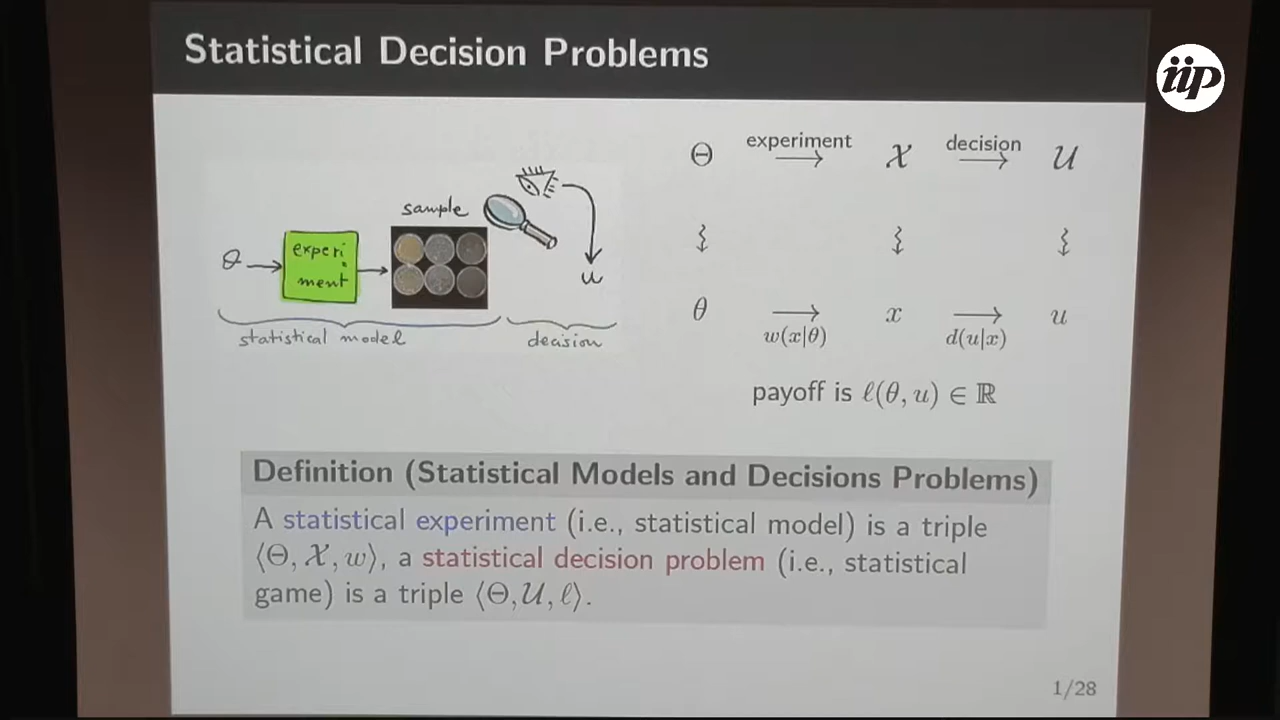 Statistical Decision Problems
iip
sample
θ
experi
ment
u
statistical model
decision
Θ experiment → 𝒳 decision → 𝒰
θ → x → u
w(x|θ) d(u|x)
payoff is ℓ(θ, u) ∈ ℝ
Definition (Statistical Models and Decisions Problems)
A statistical experiment (i.e., statistical model) is a triple
⟨Θ, 𝒳, w⟩, a statistical decision problem (i.e., statistical
game) is a triple ⟨Θ, 𝒰, ℓ⟩.
1/28